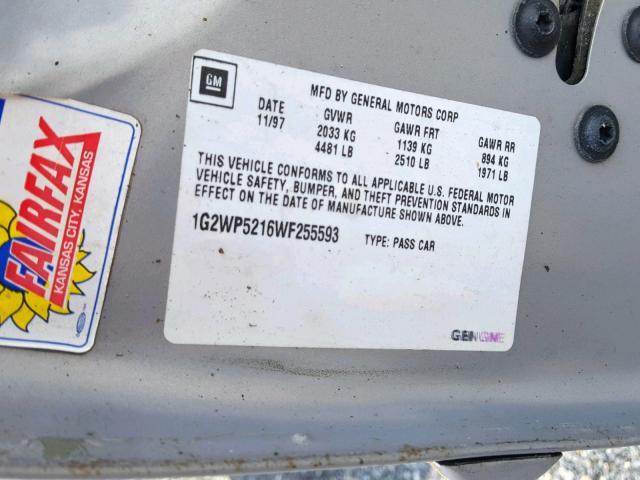 GM
MFD BY GENERAL MOTORS CORP
DATE GVWR GAWR FRT GAWR RR
11/97 2033 KG 1139 KG 894 KG
4481 LB 2510 LB 1971 LB
THIS VEHICLE CONFORMS TO ALL APPLICABLE U.S. FEDERAL MOTOR
VEHICLE SAFETY, BUMPER, AND THEFT PREVENTION STANDARDS IN
EFFECT ON THE DATE OF MANUFACTURE SHOWN ABOVE.
1G2WP5216WF255593 TYPE: PASS CAR
GENUINE
FAIRFAX
KANSAS CITY, KANSAS